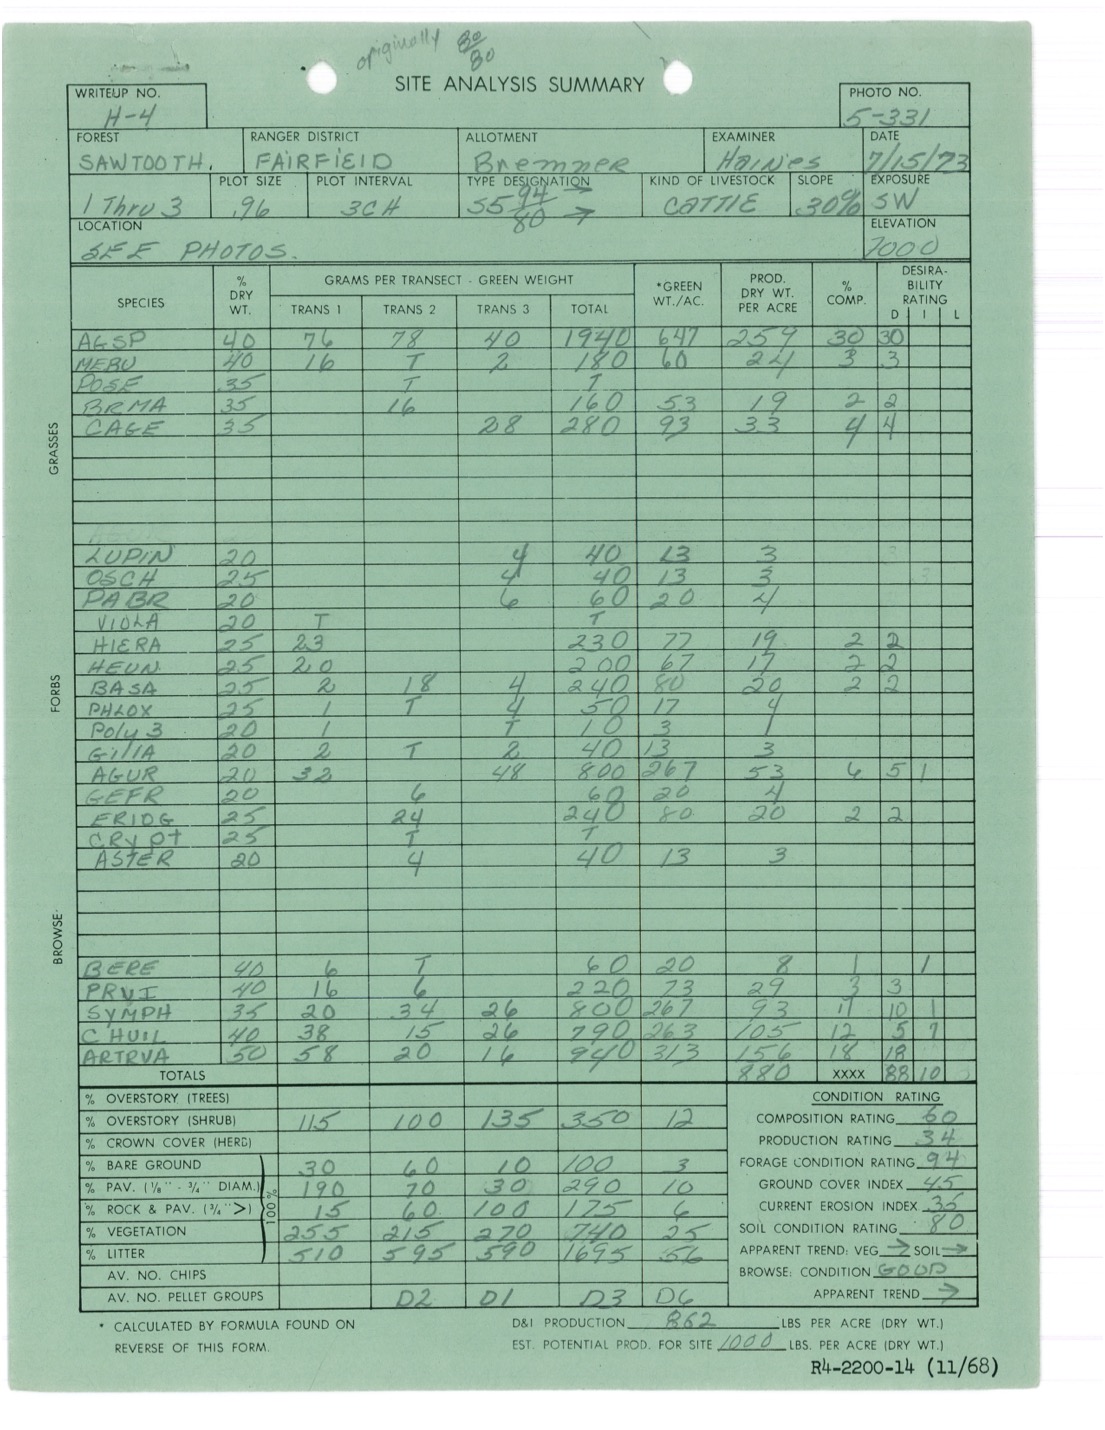 originally 80/80
SITE ANALYSIS SUMMARY
WRITEUP NO. H-4
PHOTO NO. 5-331
FOREST SAWTOOTH. RANGER DISTRICT FAIRFIELD ALLOTMENT Bremner EXAMINER Haines DATE 7/15/73
1 Thru 3 PLOT SIZE .96 PLOT INTERVAL 3CH TYPE DESIGNATION S5 94→/80→ KIND OF LIVESTOCK CATTLE SLOPE 30% EXPOSURE SW
LOCATION SEE PHOTOS. ELEVATION 7000
SPECIES % DRY WT. GRAMS PER TRANSECT - GREEN WEIGHT *GREEN WT./AC. PROD. DRY WT. PER ACRE % COMP. DESIRA-BILITY RATING
TRANS 1 TRANS 2 TRANS 3 TOTAL D I L
GRASSES
AGSP 40 76 78 40 1940 647 259 30 30
MEBU 40 16 T 2 180 60 24 3 3
POSE 35 T T
BRMA 35 16 160 53 19 2 2
CAGE 35 28 280 93 33 4 4
FORBS
LUPIN 20 4 40 13 3
OSCH 25 4 40 13 3
PABR 20 6 60 20 4
VIOLA 20 T T
HIERA 25 23 230 77 19 2 2
HEUN 25 20 200 67 17 2 2
BASA 25 2 18 4 240 80 20 2 2
PHLOX 25 1 T 4 50 17 4
Poly 3 20 1 T 10 3 1
GillA 20 2 T 2 40 13 3
AGUR 20 32 48 800 267 53 6 5 1
GEFR 20 6 60 20 4
ERIOG 25 24 240 80 20 2 2
CRypt 25 T T
ASTER 20 4 40 13 3
BROWSE
BERE 40 6 T 60 20 8 1 1
PRVI 40 16 6 220 73 29 3 3
SYMPH 35 20 34 26 800 267 93 11 10 1
CHUIL 40 38 15 26 790 263 105 12 5 7
ARTRVA 50 58 20 16 940 313 156 18 18
TOTALS 880 XXXX 88 10
% OVERSTORY (TREES)
% OVERSTORY (SHRUB) 115 100 135 350 12
% CROWN COVER (HERD)
% BARE GROUND 30 60 10 100 3
% PAV. (1/8" - 3/4" DIAM.) 190 70 30 290 10
% ROCK & PAV. (3/4" >) 15 60 100 175 6
% VEGETATION 255 215 270 740 25
% LITTER 510 595 590 1695 56
100%
AV. NO. CHIPS
AV. NO. PELLET GROUPS D2 D1 D3 D6
CONDITION RATING
COMPOSITION RATING 60
PRODUCTION RATING 34
FORAGE CONDITION RATING 94
GROUND COVER INDEX 45
CURRENT EROSION INDEX 35
SOIL CONDITION RATING 80
APPARENT TREND: VEG → SOIL →
BROWSE: CONDITION GOOD
APPARENT TREND →
* CALCULATED BY FORMULA FOUND ON
REVERSE OF THIS FORM.
D&I PRODUCTION 862 LBS PER ACRE (DRY WT.)
EST. POTENTIAL PROD. FOR SITE 1000 LBS. PER ACRE (DRY WT.)
R4-2200-14 (11/68)